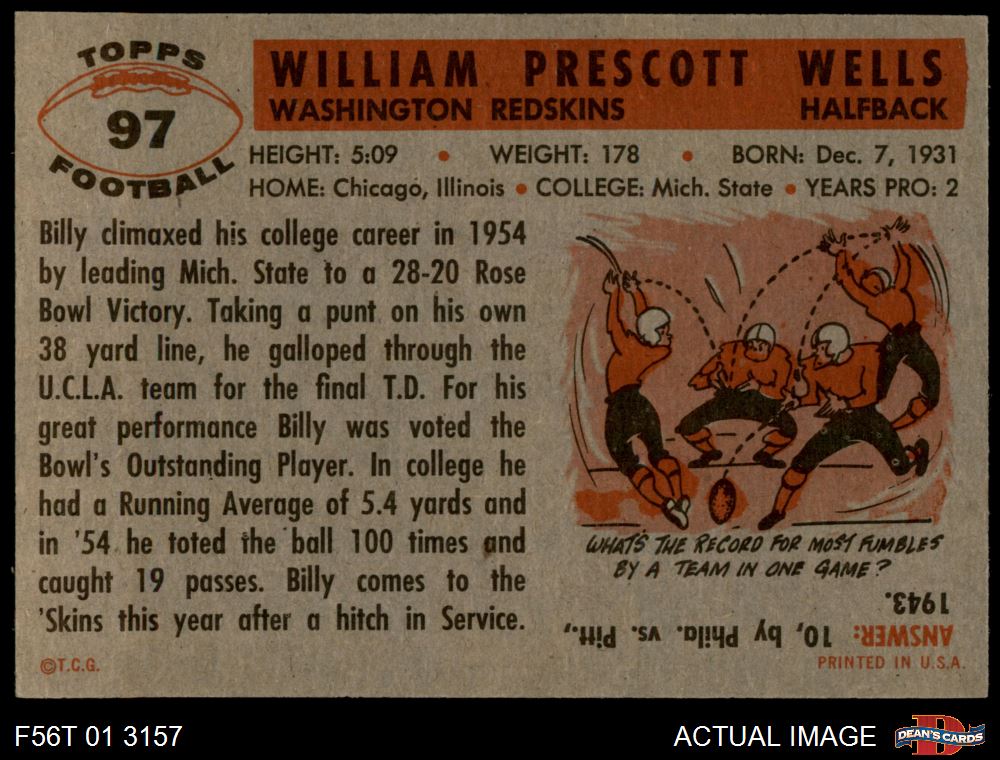 TOPPS
97
FOOTBALL
WILLIAM PRESCOTT WELLS
WASHINGTON REDSKINS HALFBACK
HEIGHT: 5:09 • WEIGHT: 178 • BORN: Dec. 7, 1931
HOME: Chicago, Illinois • COLLEGE: Mich. State • YEARS PRO: 2
Billy climaxed his college career in 1954
by leading Mich. State to a 28-20 Rose
Bowl Victory. Taking a punt on his own
38 yard line, he galloped through the
U.C.L.A. team for the final T.D. For his
great performance Billy was voted the
Bowl's Outstanding Player. In college he
had a Running Average of 5.4 yards and
in '54 he toted the ball 100 times and
caught 19 passes. Billy comes to the
'Skins this year after a hitch in Service.
©T.C.G.
WHAT'S THE RECORD FOR MOST FUMBLES
BY A TEAM IN ONE GAME?
ANSWER: 10, by Phila. vs. Pitt.,
1943.
PRINTED IN U.S.A.
F56T 01 3157
ACTUAL IMAGE
DEAN'S CARDS